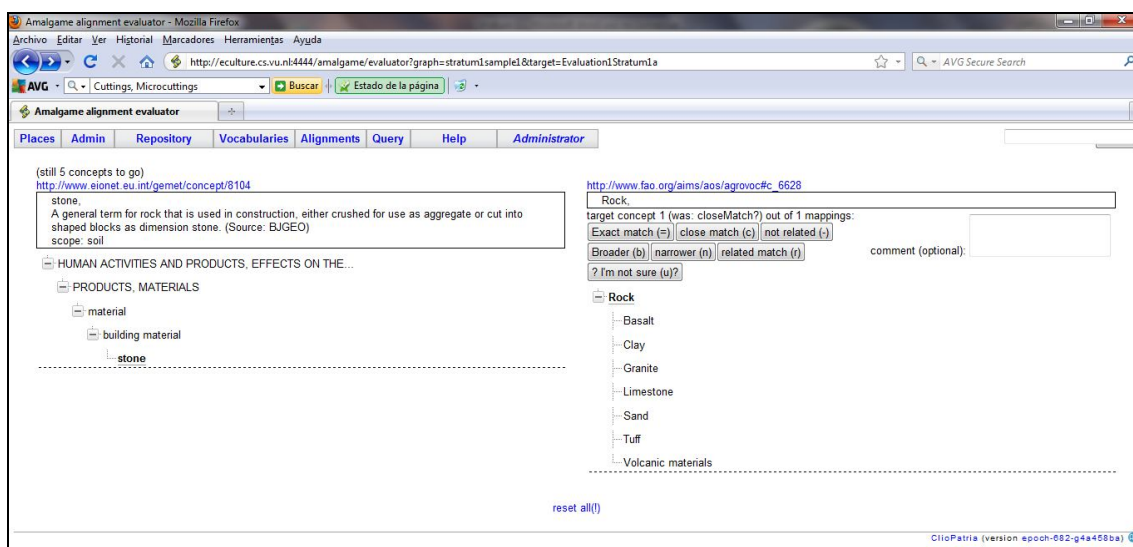 Amalgame alignment evaluator - Mozilla Firefox
Archivo Editar Ver Historial Marcadores Herramientas Ayuda
http://eculture.cs.vu.nl:4444/amalgame/evaluator?graph=stratum1sample1&target=Evaluation1Stratum1a
AVG Secure Search
AVG Cuttings, Microcuttings Buscar Estado de la página
Amalgame alignment evaluator
Places Admin Repository Vocabularies Alignments Query Help Administrator
(still 5 concepts to go)
http://www.eionet.eu.int/gemet/concept/8104
stone,
A general term for rock that is used in construction, either crushed for use as aggregate or cut into
shaped blocks as dimension stone. (Source: BJGEO)
scope: soil
HUMAN ACTIVITIES AND PRODUCTS, EFFECTS ON THE...
PRODUCTS, MATERIALS
material
building material
stone
http://www.fao.org/aims/aos/agrovoc#c_6628
Rock,
target concept 1 (was: closeMatch?) out of 1 mappings:
Exact match (=) close match (c) not related (-)
Broader (b) narrower (n) related match (r)
? I'm not sure (u)?
comment (optional):
Rock
Basalt
Clay
Granite
Limestone
Sand
Tuff
Volcanic materials
reset all(!)
ClioPatria (version epoch-682-g4a458ba)